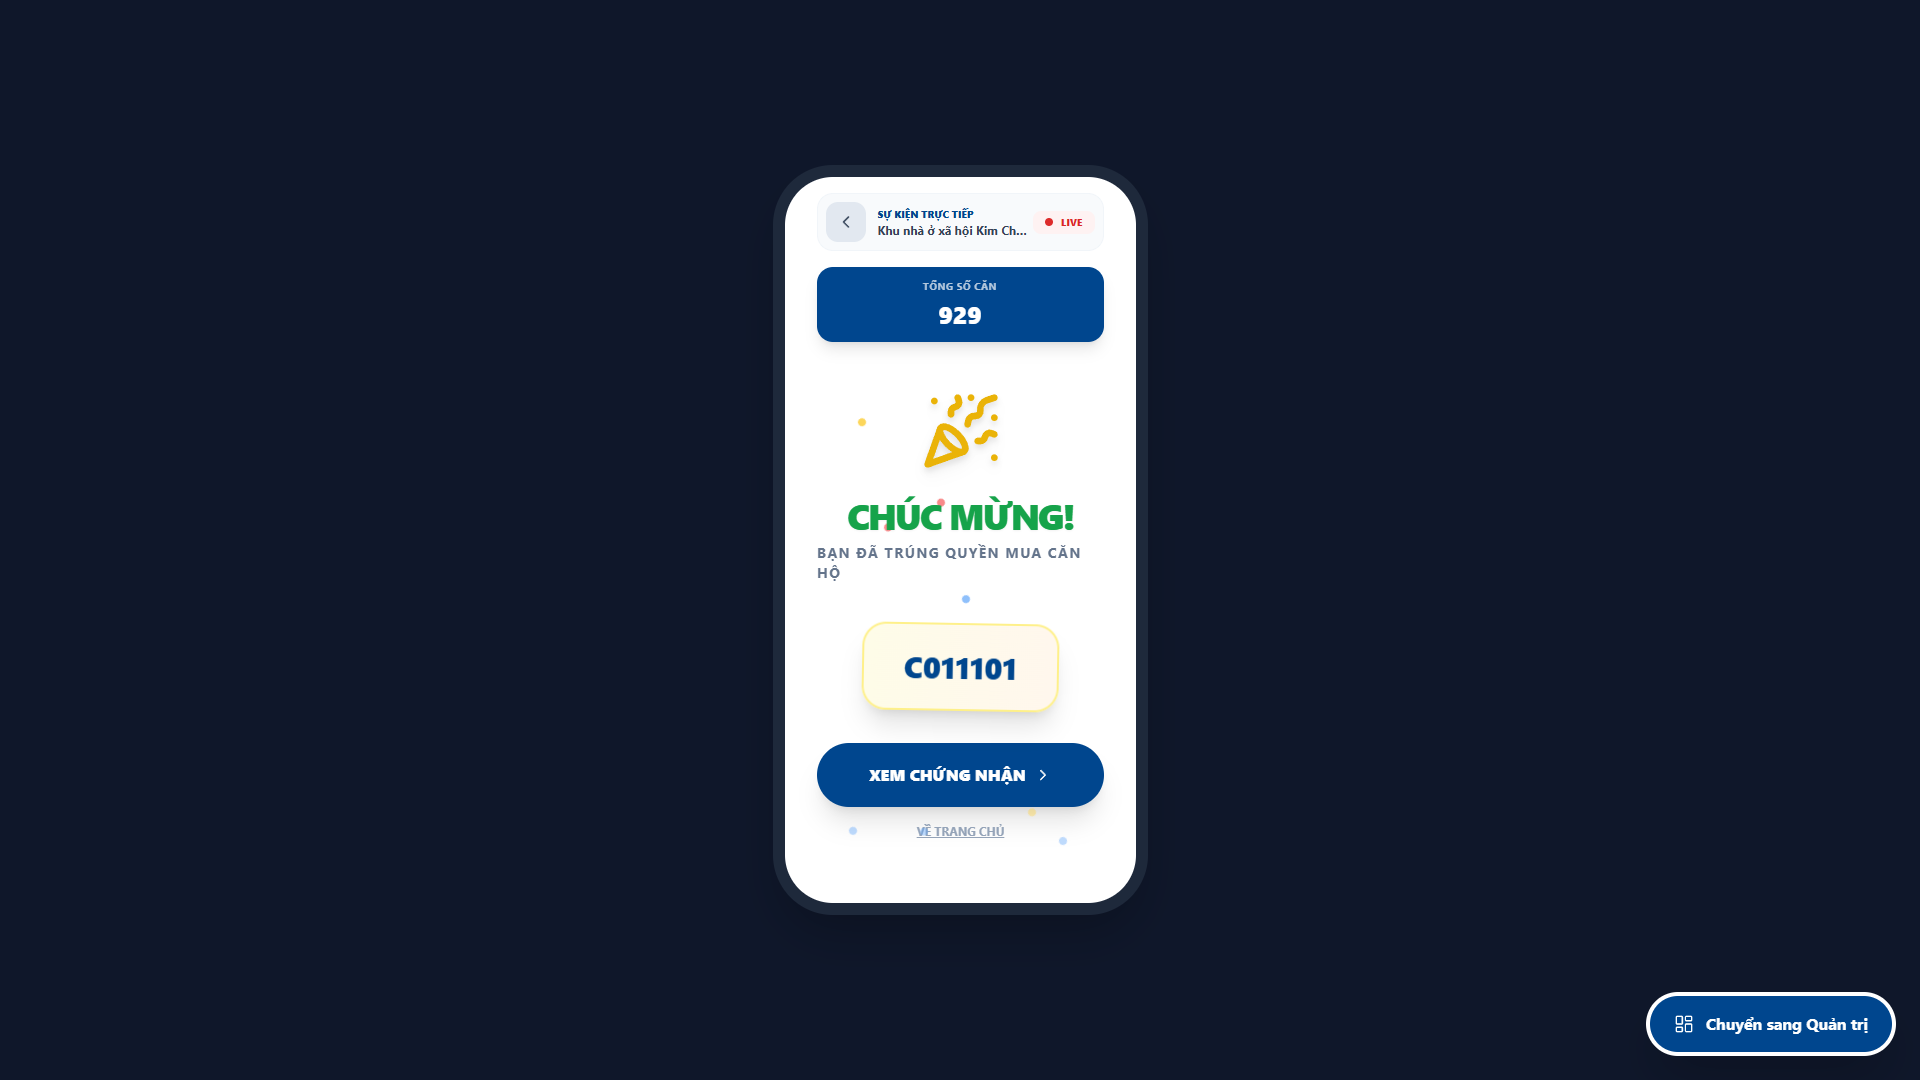 SỰ KIỆN TRỰC TIẾP
Khu nhà ở xã hội Kim Ch...
LIVE
TỔNG SỐ CĂN
929
CHÚC MỪNG!
BẠN ĐÃ TRÚNG QUYỀN MUA CĂN
HỘ
C011101
XEM CHỨNG NHẬN
VỀ TRANG CHỦ
Chuyển sang Quản trị